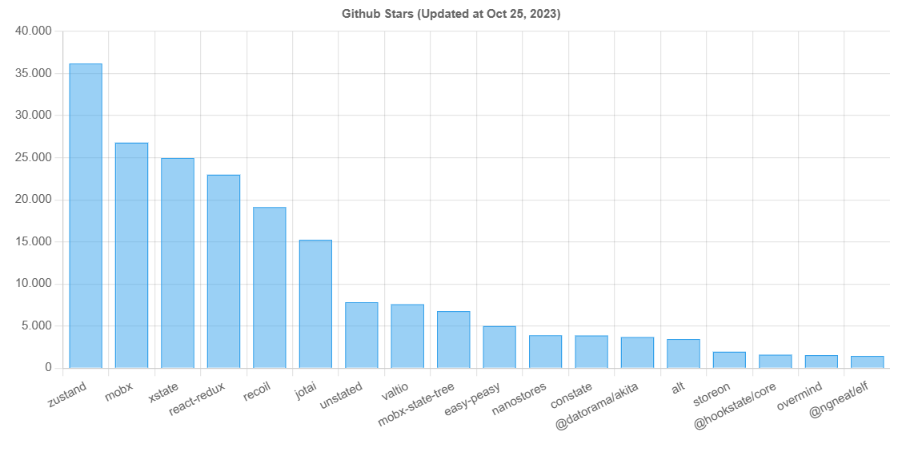 Github Stars (Updated at Oct 25, 2023)
40.000
35.000
30.000
25.000
20.000
15.000
10.000
5.000
0
zustand
mobx
xstate
react-redux
recoil
jotai
unstated
valtio
mobx-state-tree
easy-peasy
nanostores
constate
@datorama/akita
alt
storeon
@hookstate/core
overmind
@ngneat/elf